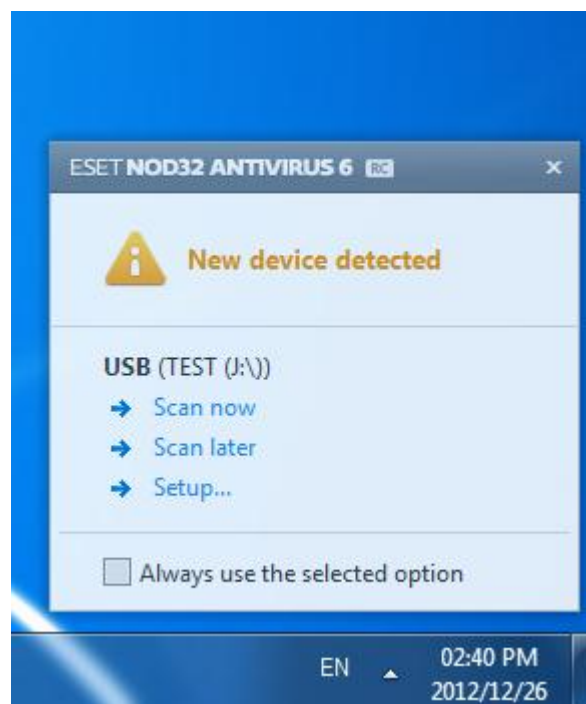 ESET NOD32 ANTIVIRUS 6 RC
New device detected
USB (TEST (J:\))
Scan now
Scan later
Setup...
Always use the selected option
EN
02:40 PM
2012/12/26